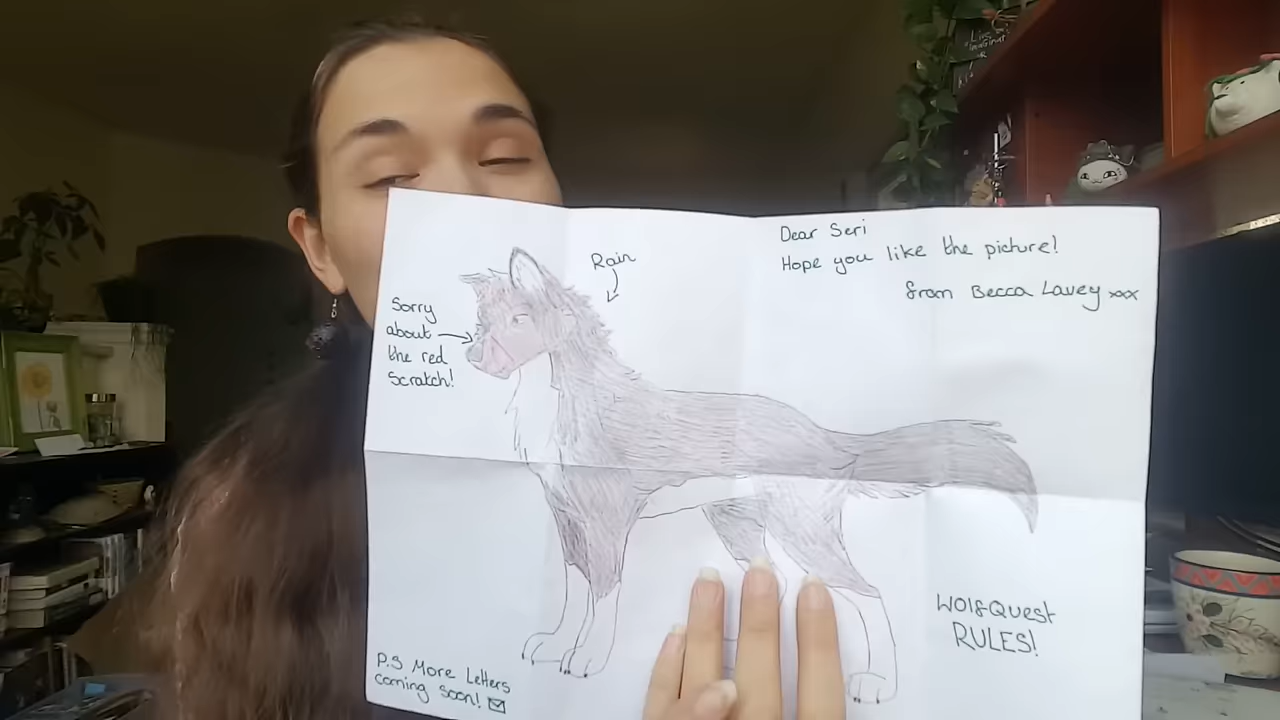 Dear Seri
Hope you like the picture!
from Becca Lavey xxx
Rain
Sorry
about
the red
Scratch!
WolfQuest
RULES!
P.S More Letters
coming soon!